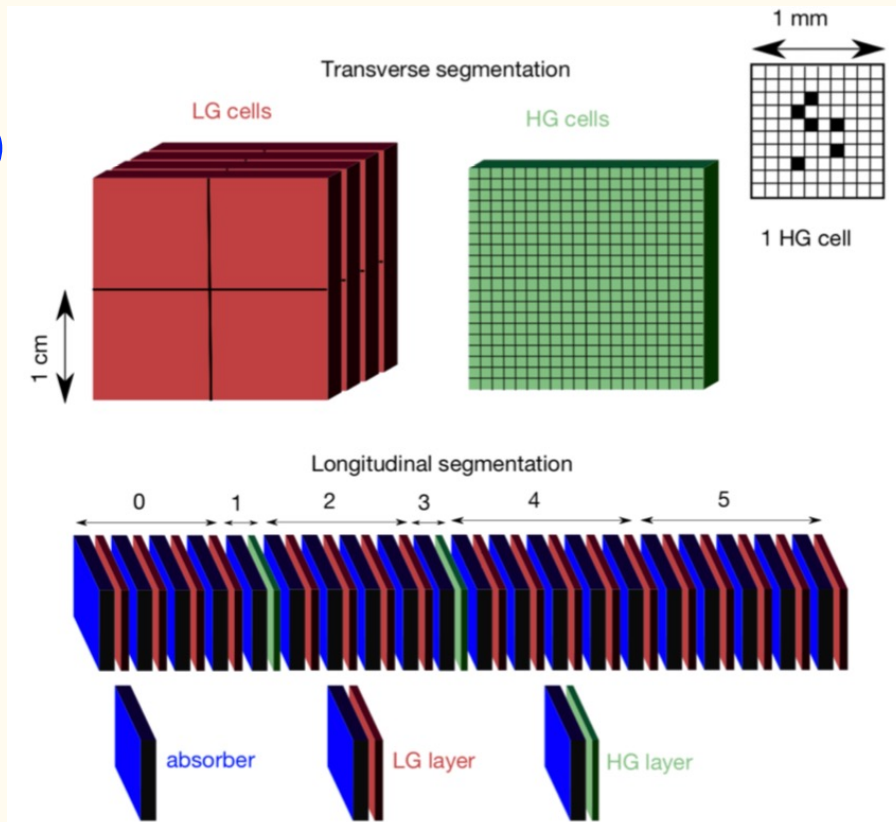 1 mm
Transverse segmentation
LG cells
HG cells
1 HG cell
1 cm
Longitudinal segmentation
0 1 2 3 4 5
absorber
LG layer
HG layer